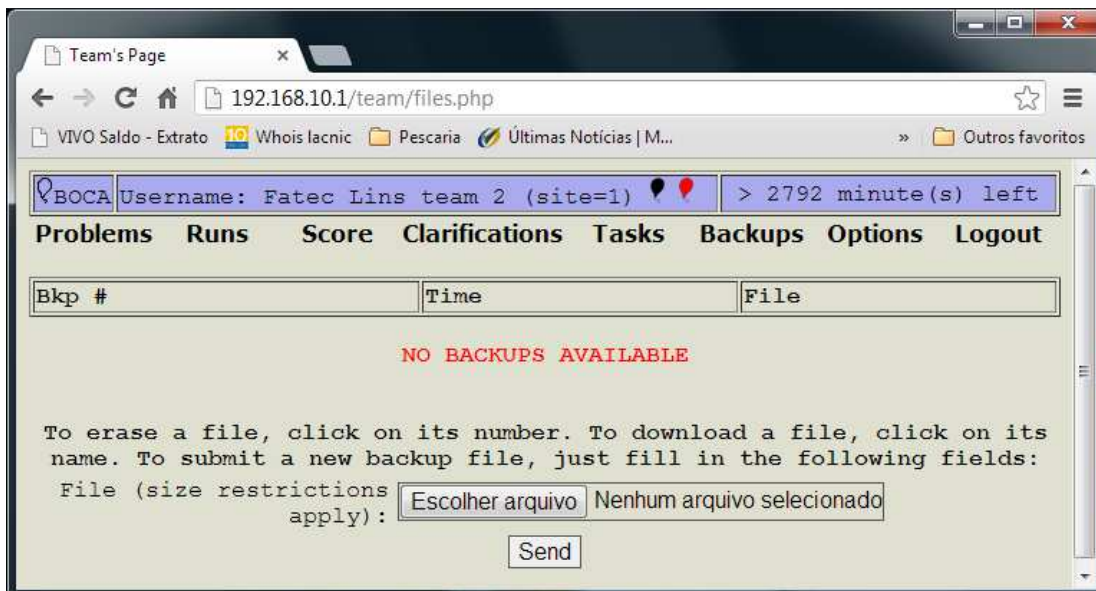 Team's Page
192.168.10.1/team/files.php
VIVO Saldo - Extrato 10 Whois lacnic Pescaria Últimas Notícias | M... » Outros favoritos
BOCA Username: Fatec Lins team 2 (site=1) > 2792 minute(s) left
Problems Runs Score Clarifications Tasks Backups Options Logout
Bkp # Time File
NO BACKUPS AVAILABLE
To erase a file, click on its number. To download a file, click on its
name. To submit a new backup file, just fill in the following fields:
File (size restrictions
apply): Escolher arquivo Nenhum arquivo selecionado
Send